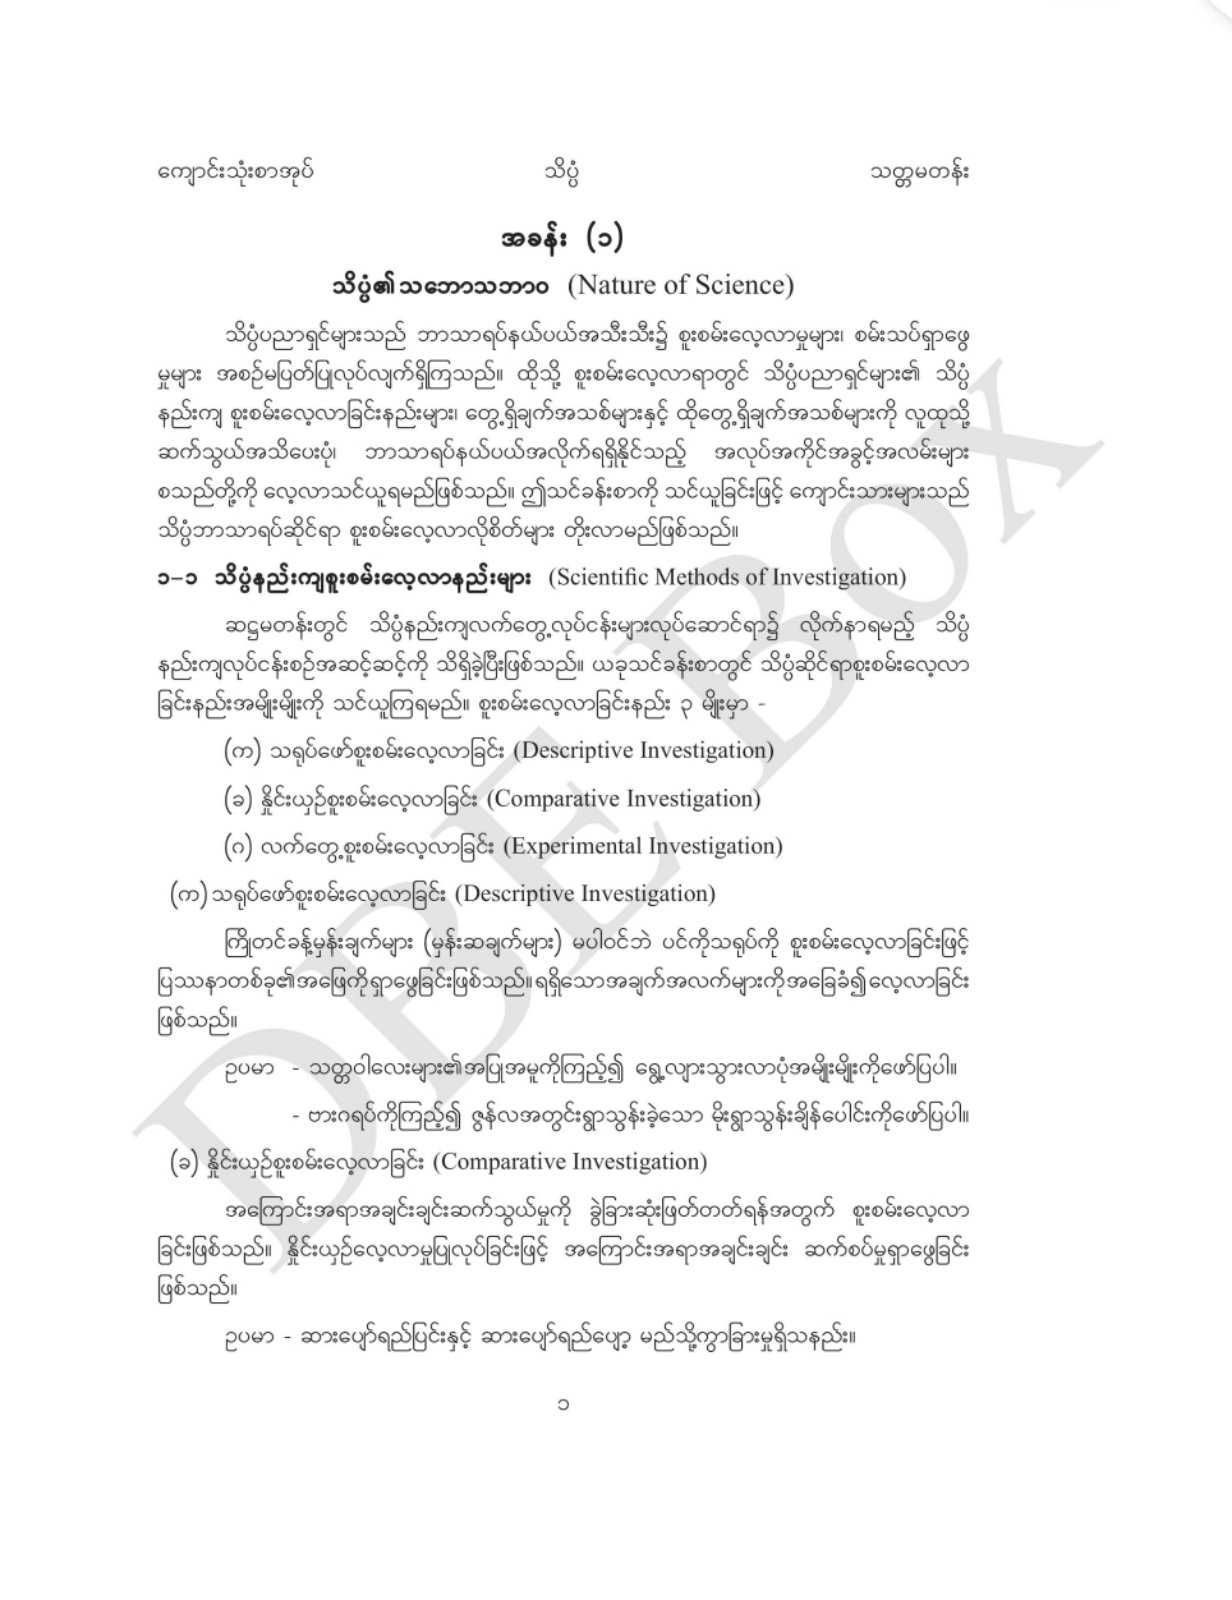 ကျောင်းသုံးစာအုပ် သိပ္ပံ သတ္တမတန်း
အခန်း (၁)
သိပ္ပံ၏သဘောသဘာဝ (Nature of Science)
သိပ္ပံပညာရှင်များသည် ဘာသာရပ်နယ်ပယ်အသီးသီး၌ စူးစမ်းလေ့လာမှုများ၊ စမ်းသပ်ရှာဖွေ
မှုများ အစဉ်မပြတ်ပြုလုပ်လျက်ရှိကြသည်။ ထိုသို့ စူးစမ်းလေ့လာရာတွင် သိပ္ပံပညာရှင်များ၏ သိပ္ပံ
နည်းကျ စူးစမ်းလေ့လာခြင်းနည်းများ၊ တွေ့ရှိချက်အသစ်များနှင့် ထိုတွေ့ရှိချက်အသစ်များကို လူထုသို့
ဆက်သွယ်အသိပေးပုံ၊ ဘာသာရပ်နယ်ပယ်အလိုက်ရရှိနိုင်သည့် အလုပ်အကိုင်အခွင့်အလမ်းများ
စသည်တို့ကို လေ့လာသင်ယူရမည်ဖြစ်သည်။ ဤသင်ခန်းစာကို သင်ယူခြင်းဖြင့် ကျောင်းသားများသည်
သိပ္ပံဘာသာရပ်ဆိုင်ရာ စူးစမ်းလေ့လာလိုစိတ်များ တိုးလာမည်ဖြစ်သည်။
၁–၁ သိပ္ပံနည်းကျစူးစမ်းလေ့လာနည်းများ (Scientific Methods of Investigation)
ဆဋ္ဌမတန်းတွင် သိပ္ပံနည်းကျလက်တွေ့လုပ်ငန်းများလုပ်ဆောင်ရာ၌ လိုက်နာရမည့် သိပ္ပံ
နည်းကျလုပ်ငန်းစဉ်အဆင့်ဆင့်ကို သိရှိခဲ့ပြီးဖြစ်သည်။ ယခုသင်ခန်းစာတွင် သိပ္ပံဆိုင်ရာစူးစမ်းလေ့လာ
ခြင်းနည်းအမျိုးမျိုးကို သင်ယူကြရမည်။ စူးစမ်းလေ့လာခြင်းနည်း ၃ မျိုးမှာ -
(က) သရုပ်ဖော်စူးစမ်းလေ့လာခြင်း (Descriptive Investigation)
(ခ) နှိုင်းယှဉ်စူးစမ်းလေ့လာခြင်း (Comparative Investigation)
(ဂ) လက်တွေ့စူးစမ်းလေ့လာခြင်း (Experimental Investigation)
(က) သရုပ်ဖော်စူးစမ်းလေ့လာခြင်း (Descriptive Investigation)
ကြိုတင်ခန့်မှန်းချက်များ (မှန်းဆချက်များ) မပါဝင်ဘဲ ပင်ကိုသရုပ်ကို စူးစမ်းလေ့လာခြင်းဖြင့်
ပြဿနာတစ်ခု၏အဖြေကိုရှာဖွေခြင်းဖြစ်သည်။ ရရှိသောအချက်အလက်များကိုအခြေခံ၍ လေ့လာခြင်း
ဖြစ်သည်။
ဥပမာ - သတ္တဝါလေးများ၏အပြုအမူကိုကြည့်၍ ရွေ့လျားသွားလာပုံအမျိုးမျိုးကိုဖော်ပြပါ။
- ဗားဂရပ်ကိုကြည့်၍ ဇွန်လအတွင်းရွာသွန်းခဲ့သော မိုးရွာသွန်းချိန်ပေါင်းကိုဖော်ပြပါ။
(ခ) နှိုင်းယှဉ်စူးစမ်းလေ့လာခြင်း (Comparative Investigation)
အကြောင်းအရာအချင်းချင်းဆက်သွယ်မှုကို ခွဲခြားဆုံးဖြတ်တတ်ရန်အတွက် စူးစမ်းလေ့လာ
ခြင်းဖြစ်သည်။ နှိုင်းယှဉ်လေ့လာမှုပြုလုပ်ခြင်းဖြင့် အကြောင်းအရာအချင်းချင်း ဆက်စပ်မှုရှာဖွေခြင်း
ဖြစ်သည်။
ဥပမာ - ဆားပျော်ရည်ပြင်းနှင့် ဆားပျော်ရည်ပျော့ မည်သို့ကွာခြားမှုရှိသနည်း။
၁
DBE Box